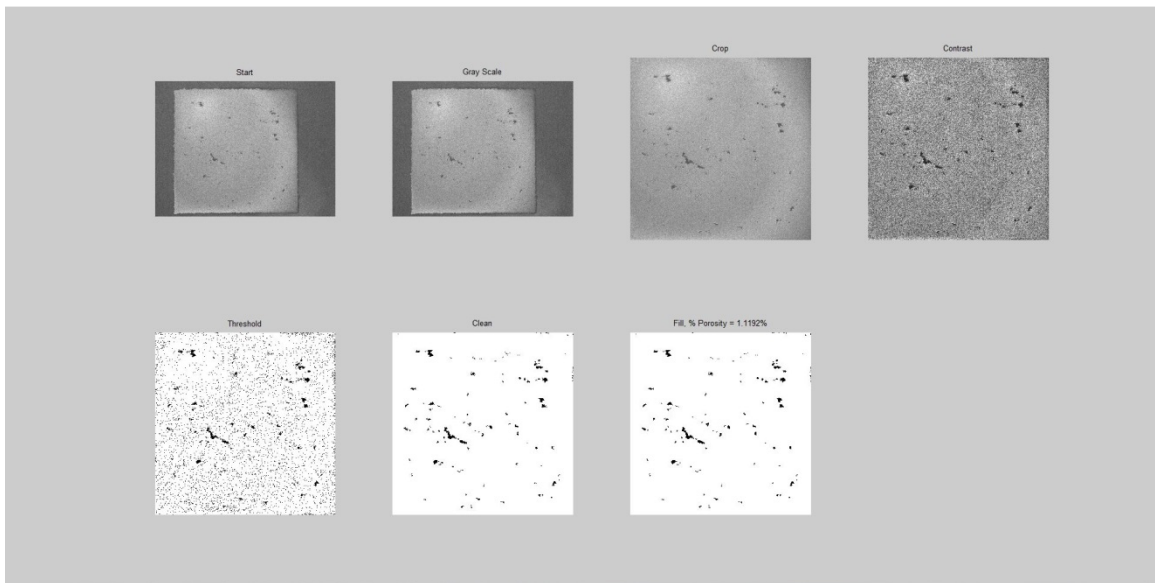 Start
Gray Scale
Crop
Contrast
Threshold
Clean
Fill, % Porosity = 1.1192%